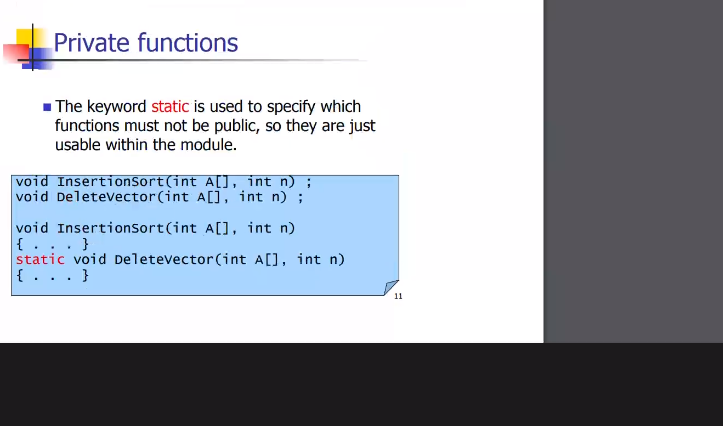 Private functions
The keyword static is used to specify which
functions must not be public, so they are just
usable within the module.
void InsertionSort(int A[], int n) ;
void DeleteVector(int A[], int n) ;
void InsertionSort(int A[], int n)
{ . . . }
static void DeleteVector(int A[], int n)
{ . . . }
11